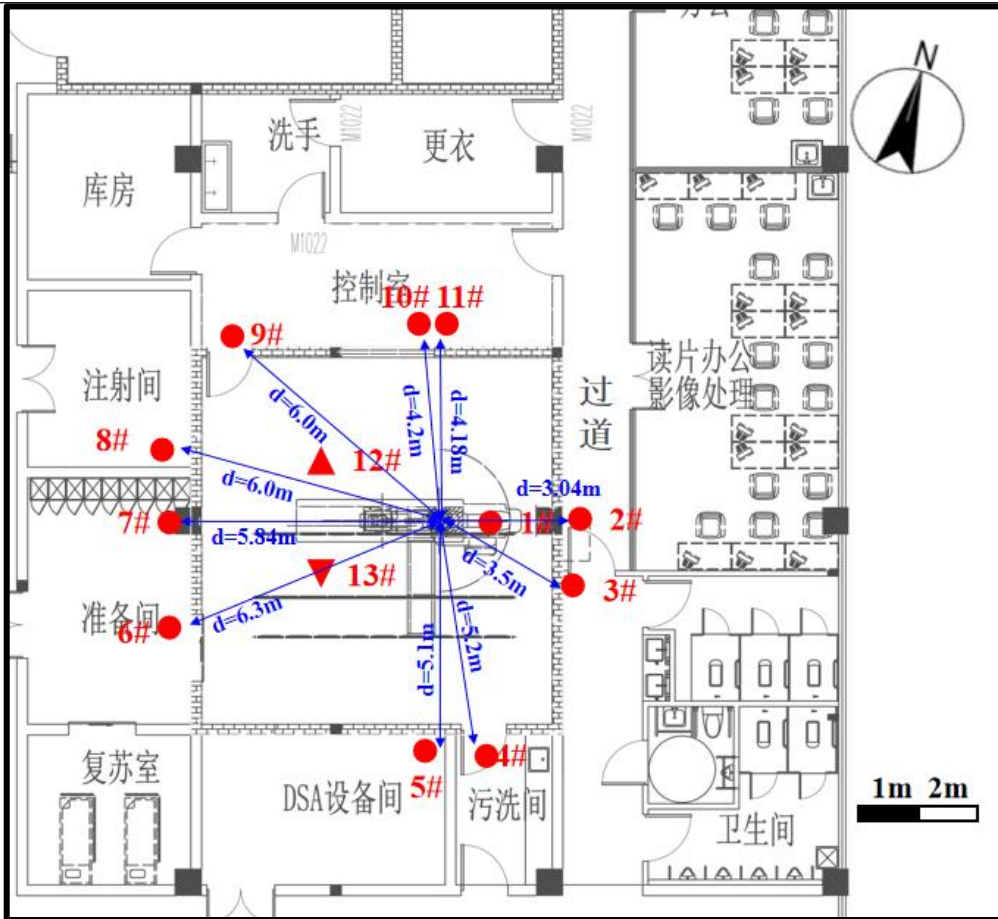 办公
N
洗手
M1022
更衣
M1022
库房
M1022
控制室
10# 11#
9#
注射间
读片办公
影像处理
过道
d=6.0m
d=4.2m
d=4.18m
8#
12#
d=6.0m
d=3.04m
7#
1#
2#
d=5.84m
13#
d=3.5m
3#
准备间
6#
d=6.3m
d=5.1m
d=5.2m
复苏室
DSA设备间
5#
4#
污洗间
卫生间
1m 2m